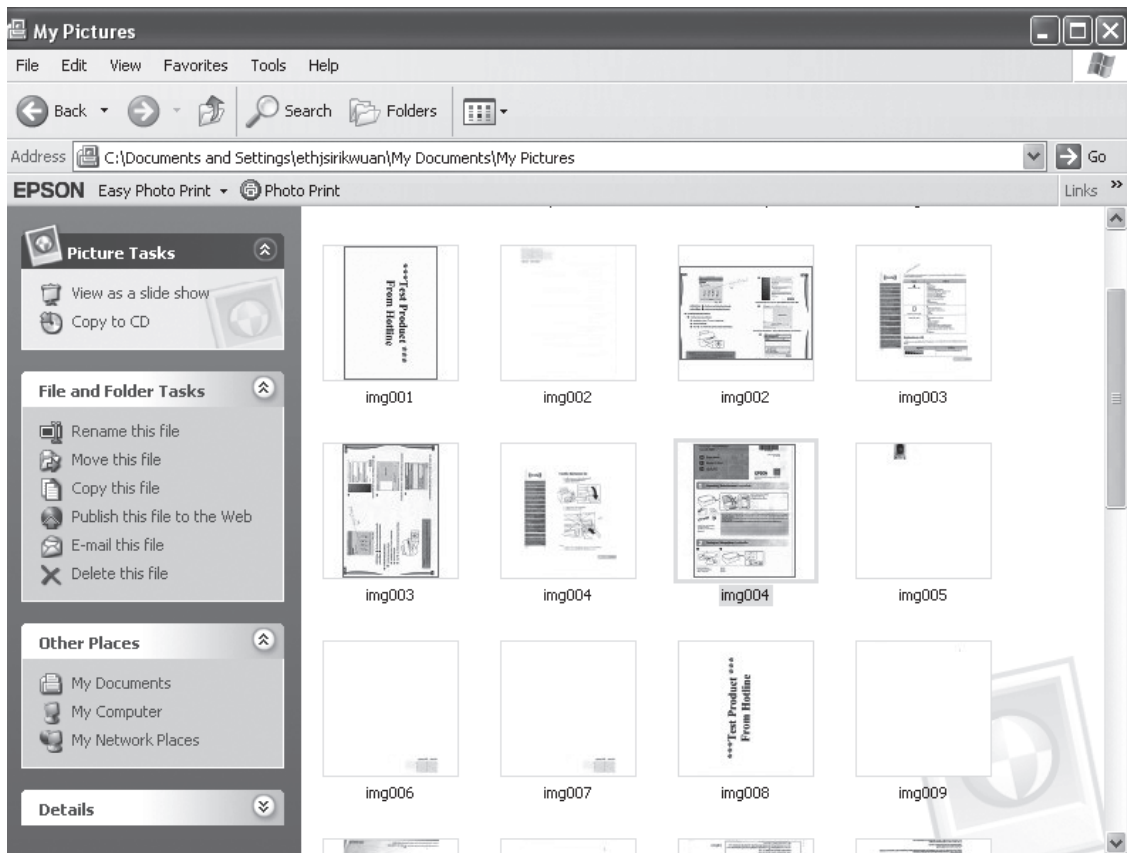 My Pictures
File Edit View Favorites Tools Help
Back Search Folders
Address C:\Documents and Settings\ethjsirikwuan\My Documents\My Pictures Go
EPSON Easy Photo Print Photo Print Links »
Picture Tasks
View as a slide show
Copy to CD
File and Folder Tasks
Rename this file
Move this file
Copy this file
Publish this file to the Web
E-mail this file
Delete this file
Other Places
My Documents
My Computer
My Network Places
Details
***Test Product ***
From Hotline
img001 img002 img002 img003
EPSON
img003 img004 img004 img005
***Test Product ***
From Hotline
img006 img007 img008 img009